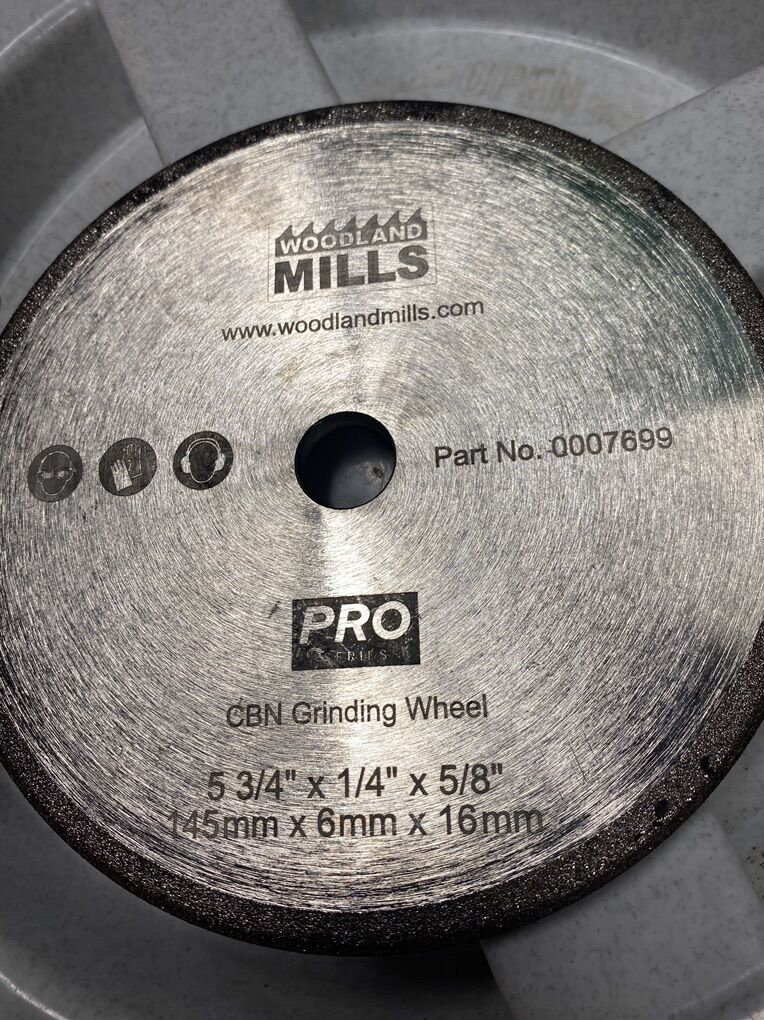 WOODLAND
MILLS
www.woodlandmills.com
Part No. 0007699
PRO
SERIES
CBN Grinding Wheel
5 3/4" x 1/4" x 5/8"
145mm x 6mm x 16mm